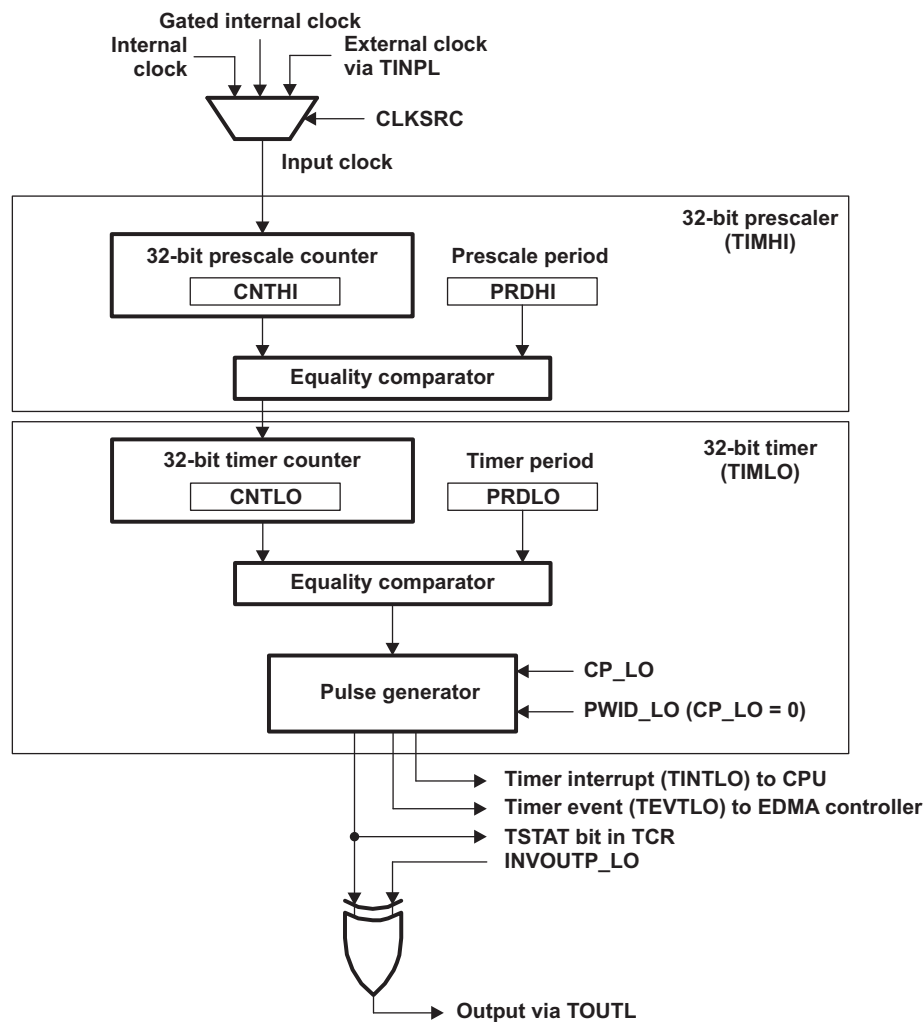 Gated internal clock
Internal
clock
External clock
via TINPL
CLKSRC
Input clock
32-bit prescaler
(TIMHI)
32-bit prescale counter
Prescale period
CNTHI
PRDHI
Equality comparator
32-bit timer
(TIMLO)
32-bit timer counter
Timer period
CNTLO
PRDLO
Equality comparator
Pulse generator
CP_LO
PWID_LO (CP_LO = 0)
Timer interrupt (TINTLO) to CPU
Timer event (TEVTLO) to EDMA controller
TSTAT bit in TCR
INVOUTP_LO
Output via TOUTL